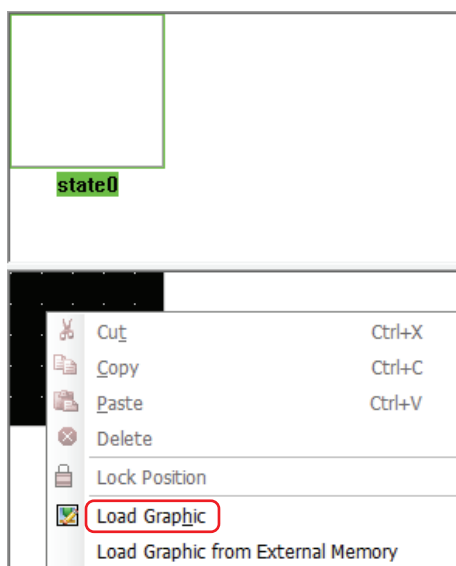 state0
Cut Ctrl+X
Copy Ctrl+C
Paste Ctrl+V
Delete
Lock Position
Load Graphic
Load Graphic from External Memory